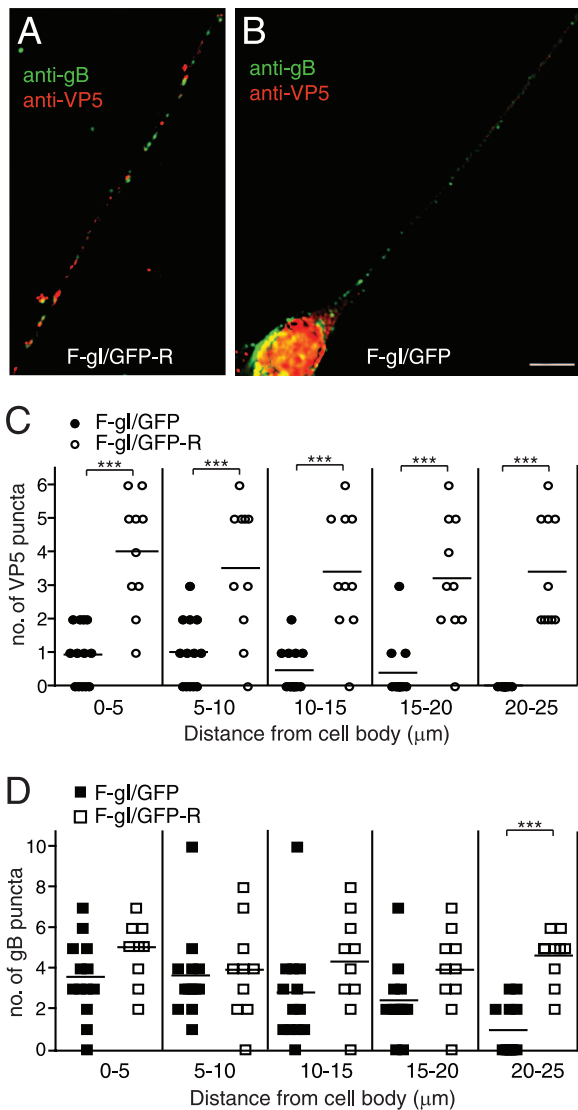 A
anti-gB
anti-VP5
F-gI/GFP-R
B
anti-gB
anti-VP5
F-gI/GFP
C
● F-gI/GFP
○ F-gI/GFP-R
*** *** *** *** ***
no. of VP5 puncta
6
5
4
3
2
1
0
0-5 5-10 10-15 15-20 20-25
Distance from cell body (μm)
D
■ F-gI/GFP
□ F-gI/GFP-R
***
no. of gB puncta
10
8
6
4
2
0
0-5 5-10 10-15 15-20 20-25
Distance from cell body (μm)